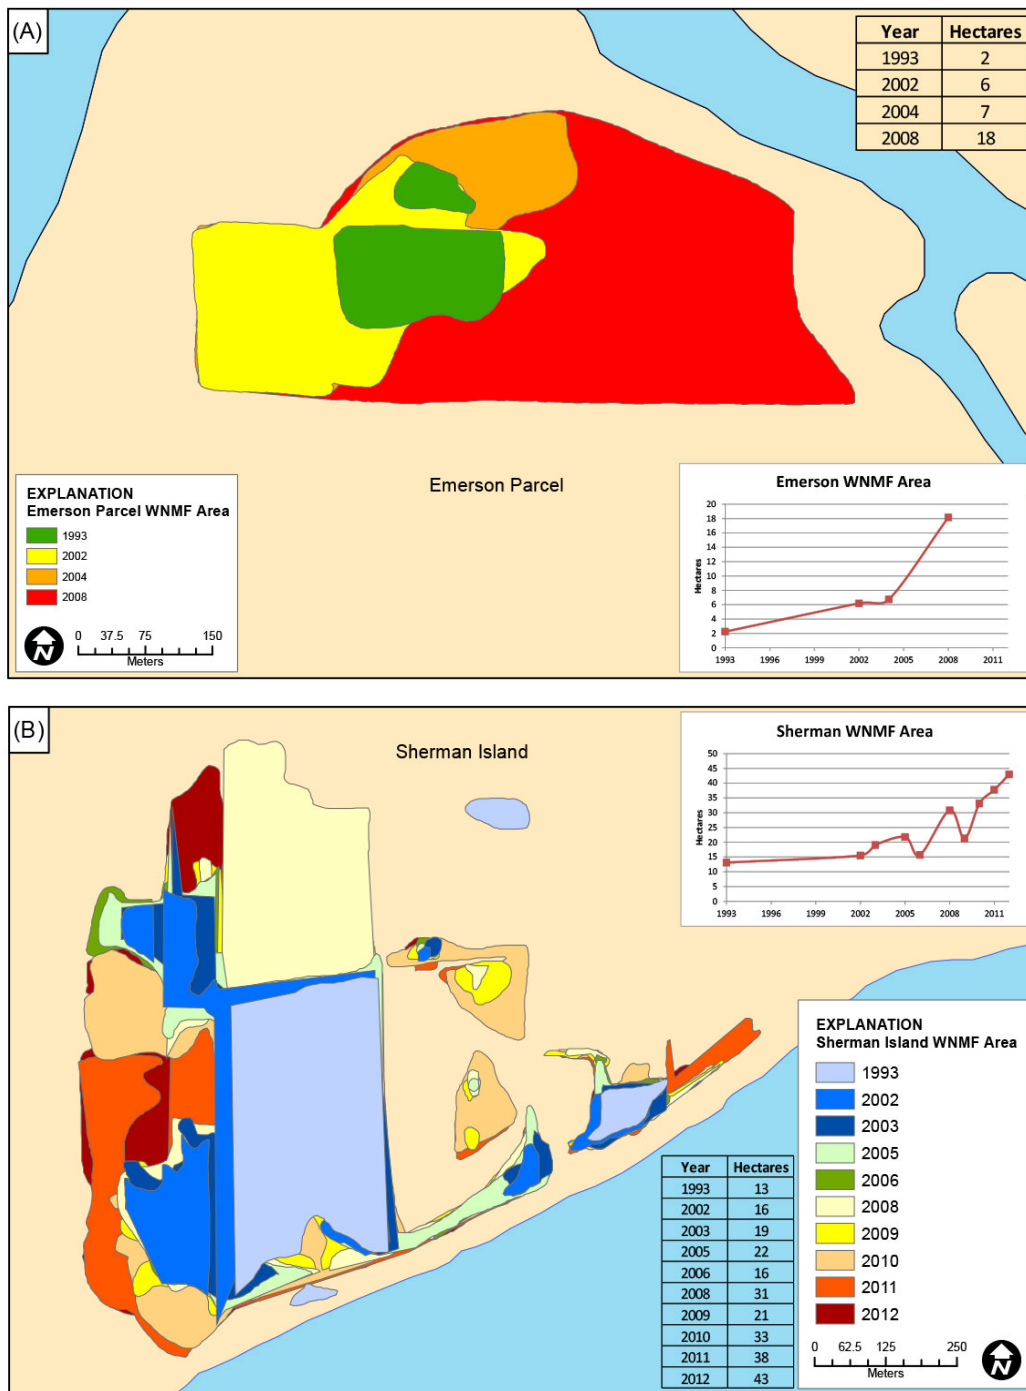 (A)
Year Hectares
1993 2
2002 6
2004 7
2008 18
Emerson Parcel
EXPLANATION
Emerson Parcel WNMF Area
1993
2002
2004
2008
N
0 37.5 75 150
Meters
Emerson WNMF Area
Hectares
20
18
16
14
12
10
8
6
4
2
0
1993 1996 1999 2002 2005 2008 2011
(B)
Sherman Island
Sherman WNMF Area
Hectares
50
45
40
35
30
25
20
15
10
5
0
1993 1996 1999 2002 2005 2008 2011
Year Hectares
1993 13
2002 16
2003 19
2005 22
2006 16
2008 31
2009 21
2010 33
2011 38
2012 43
EXPLANATION
Sherman Island WNMF Area
1993
2002
2003
2005
2006
2008
2009
2010
2011
2012
0 62.5 125 250
Meters
N